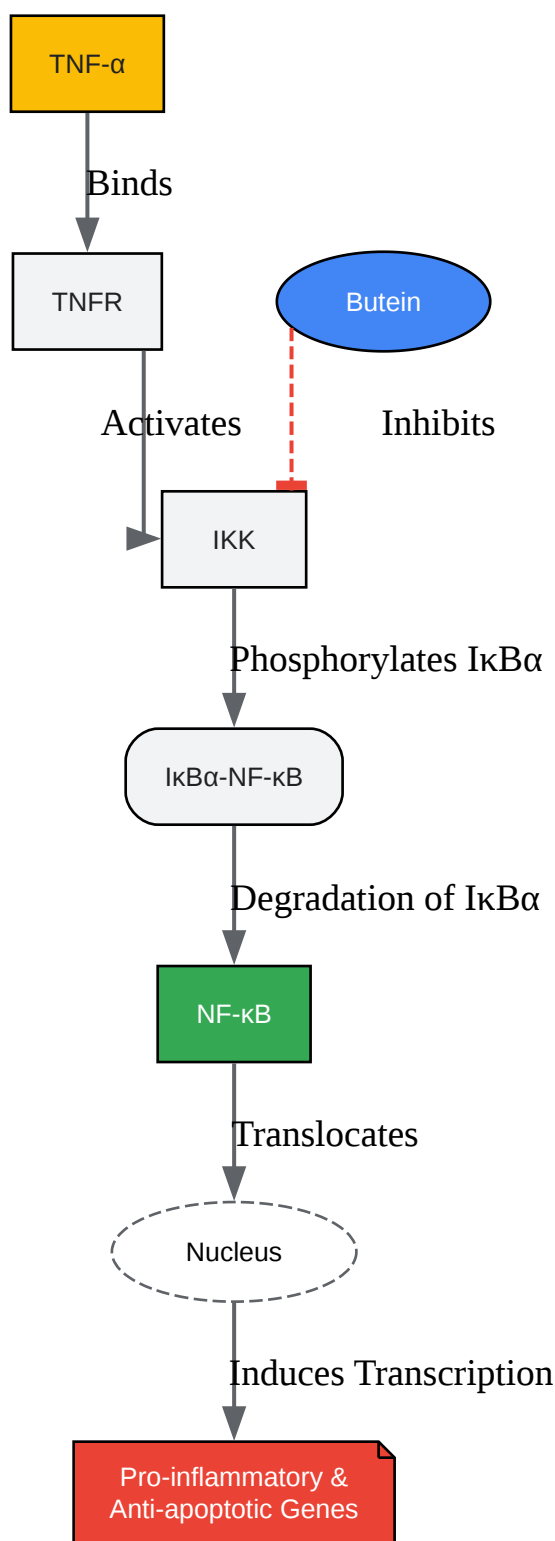 TNF-α
Binds
TNFR
Butein
Activates
Inhibits
IKK
Phosphorylates IκBα
IκBα-NF-κB
Degradation of IκBα
NF-κB
Translocates
Nucleus
Induces Transcription
Pro-inflammatory &
Anti-apoptotic Genes